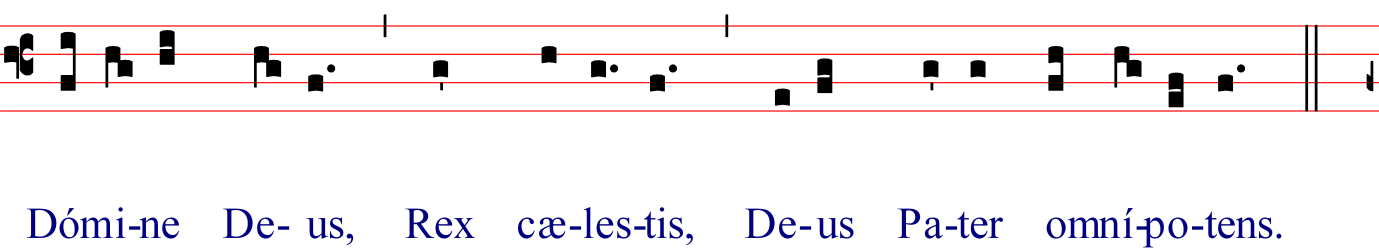 Dómi-ne De- us, Rex cæ-les-tis, De-us Pa-ter omní-po-tens.